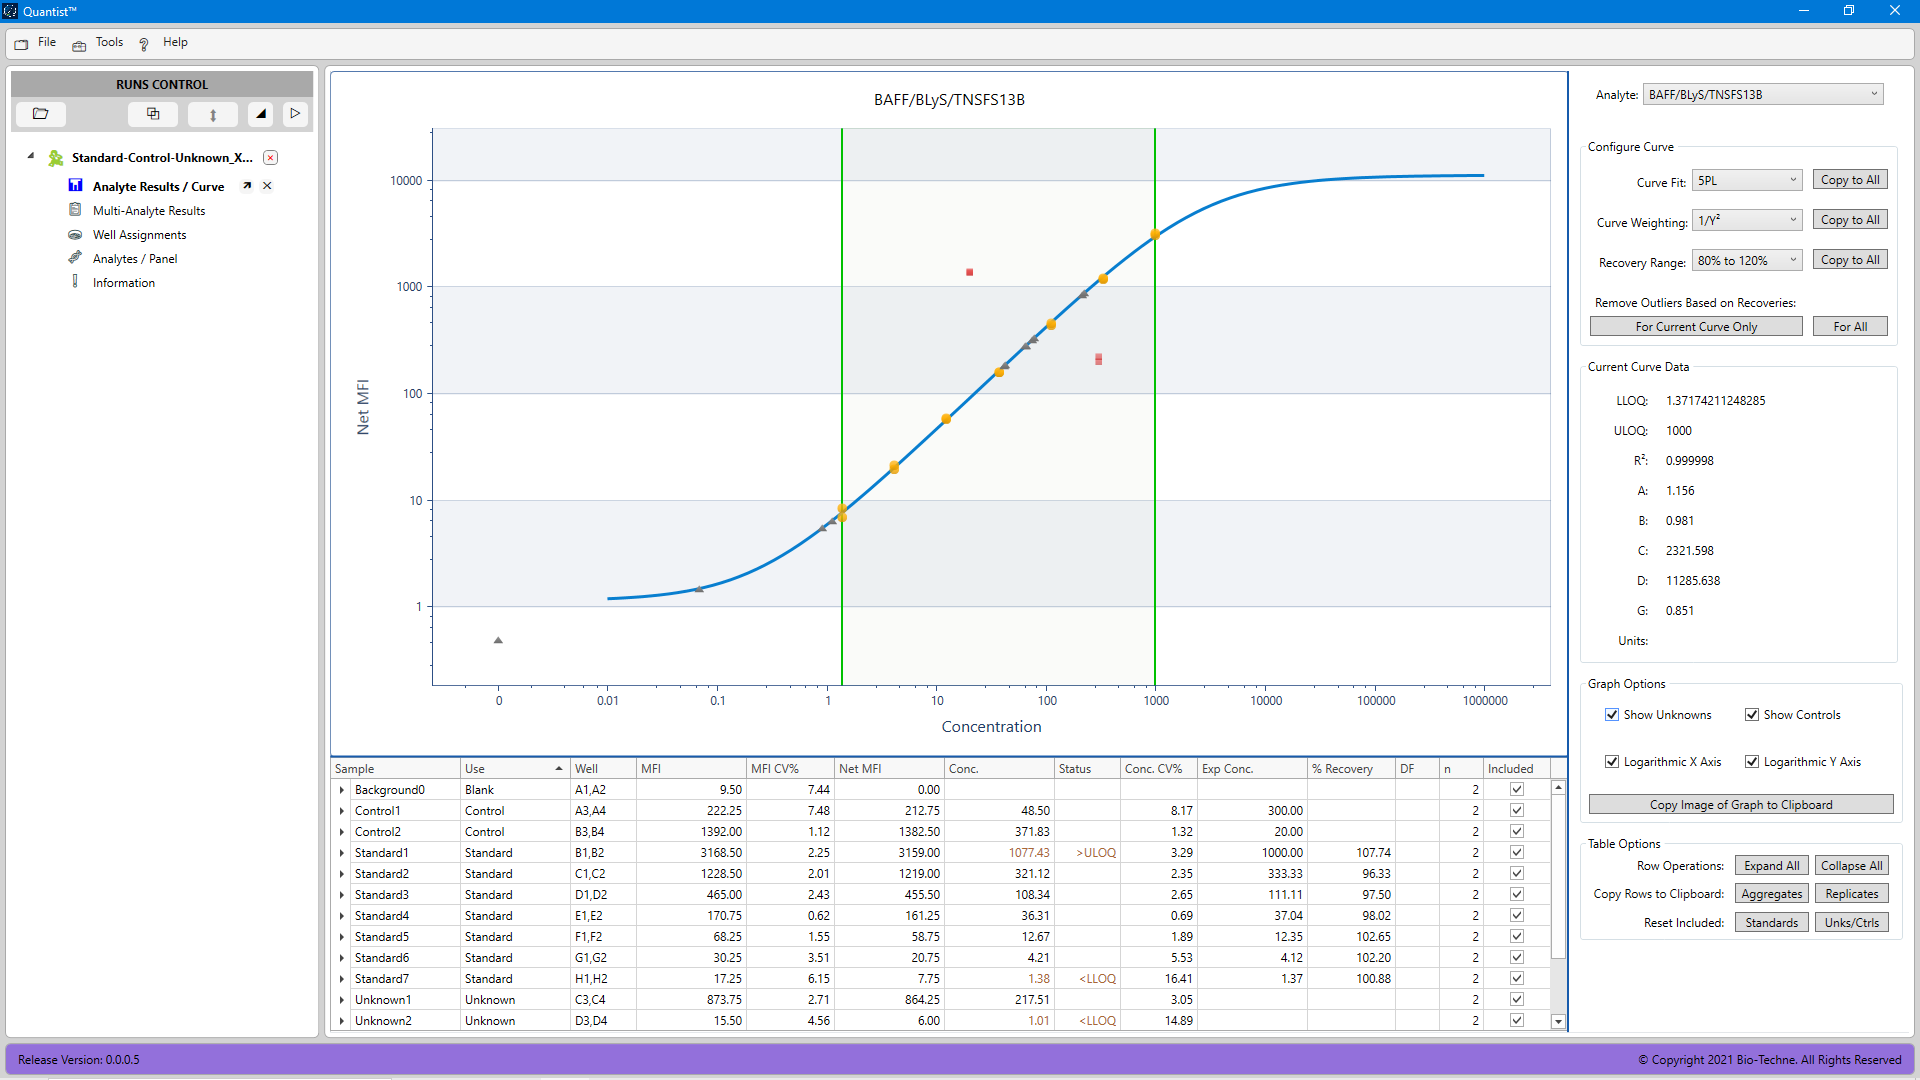 Quantist™
File Tools ? Help
RUNS CONTROL
Standard-Control-Unknown_X...
Analyte Results / Curve
Multi-Analyte Results
Well Assignments
Analytes / Panel
Information
BAFF/BLyS/TNSFS13B
10000
1000
100
10
1
Net MFI
0 0.01 0.1 1 10 100 1000 10000 100000 1000000
Concentration
Analyte: BAFF/BLyS/TNSFS13B
Configure Curve
Curve Fit: 5PL Copy to All
Curve Weighting: 1/Y² Copy to All
Recovery Range: 80% to 120% Copy to All
Remove Outliers Based on Recoveries:
For Current Curve Only For All
Current Curve Data
LLOQ: 1.37174211248285
ULOQ: 1000
R²: 0.999998
A: 1.156
B: 0.981
C: 2321.598
D: 11285.638
G: 0.851
Units:
Graph Options
Show Unknowns Show Controls
Logarithmic X Axis Logarithmic Y Axis
Copy Image of Graph to Clipboard
Table Options
Row Operations: Expand All Collapse All
Copy Rows to Clipboard: Aggregates Replicates
Reset Included: Standards Unks/Ctrls
Sample Use Well MFI MFI CV% Net MFI Conc. Status Conc. CV% Exp Conc. % Recovery DF n Included
Background0 Blank A1,A2 9.50 7.44 0.00 2
Control1 Control A3,A4 222.25 7.48 212.75 48.50 8.17 300.00 2
Control2 Control B3,B4 1392.00 1.12 1382.50 371.83 1.32 20.00 2
Standard1 Standard B1,B2 3168.50 2.25 3159.00 1077.43 >ULOQ 3.29 1000.00 107.74 2
Standard2 Standard C1,C2 1228.50 2.01 1219.00 321.12 2.35 333.33 96.33 2
Standard3 Standard D1,D2 465.00 2.43 455.50 108.34 2.65 111.11 97.50 2
Standard4 Standard E1,E2 170.75 0.62 161.25 36.31 0.69 37.04 98.02 2
Standard5 Standard F1,F2 68.25 1.55 58.75 12.67 1.89 12.35 102.65 2
Standard6 Standard G1,G2 30.25 3.51 20.75 4.21 5.53 4.12 102.20 2
Standard7 Standard H1,H2 17.25 6.15 7.75 1.38 <LLOQ 16.41 1.37 100.88 2
Unknown1 Unknown C3,C4 873.75 2.71 864.25 217.51 3.05 2
Unknown2 Unknown D3,D4 15.50 4.56 6.00 1.01 <LLOQ 14.89 2
Release Version: 0.0.0.5
© Copyright 2021 Bio-Techne. All Rights Reserved